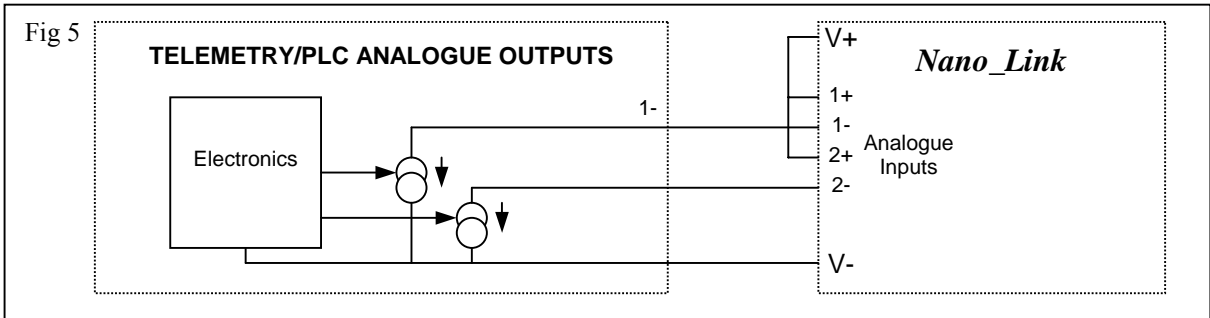 Fig 5
TELEMETRY/PLC ANALOGUE OUTPUTS
Electronics
1-
V+
Nano_Link
1+
1-
2+
Analogue
Inputs
2-
V-